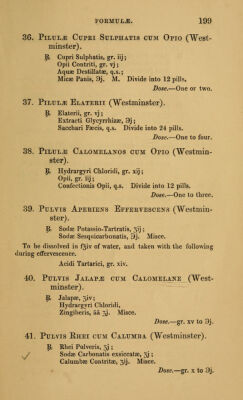 FORMULÆ. 199
36. PILULÆ CUPRI SULPHATIS CUM OPIO (West-
minster).
℞ Cupri Sulphatis, gr. iij;
Opii Contriti, gr. vj;
Aquæ Destillatæ, q.s.;
Micæ Panis, ℈j. M. Divide into 12 pills.
Dose.—One or two.
37. PILULÆ ELATERII (Westminster).
℞ Elaterii, gr. vj;
Extracti Glycyrrhizæ, ℈j;
Sacchari Fæcis, q.s. Divide into 24 pills.
Dose.—One to four.
38. PILULÆ CALOMELANOS CUM OPIO (Westmin-
ster).
℞ Hydrargyri Chloridi, gr. xij;
Opii, gr. iij;
Confectionis Opii, q.s. Divide into 12 pills.
Dose.—One to three.
39. PULVIS APERIENS EFFERVESCENS (Westmin-
ster).
℞ Sodæ Potassio-Tartratis, ʒij;
Sodæ Sesquicarbonatis, ℈j. Misce.
To be dissolved in f℥iv of water, and taken with the following
during effervescence.
Acidi Tartarici, gr. xiv.
40. PULVIS JALAPÆ CUM CALOMELANE (West-
minster).
℞ Jalapæ, ʒiv;
Hydrargyri Chloridi,
Zingiberis, āā ʒj. Misce.
Dose.—gr. xv to ℈j.
41. PULVIS RHEI CUM CALUMBA (Westminster).
℞ Rhei Pulveris, ʒj;
Sodæ Carbonatis exsiccatæ, ʒj;
Calumbæ Contritæ, ʒij. Misce.
Dose.—gr. x to ℈j.